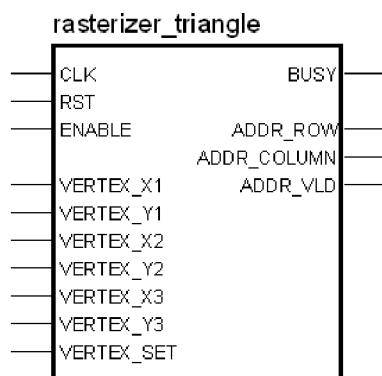 rasterizer_triangle
CLK
BUSY
RST
ENABLE
ADDR_ROW
ADDR_COLUMN
VERTEX_X1
ADDR_VLD
VERTEX_Y1
VERTEX_X2
VERTEX_Y2
VERTEX_X3
VERTEX_Y3
VERTEX_SET